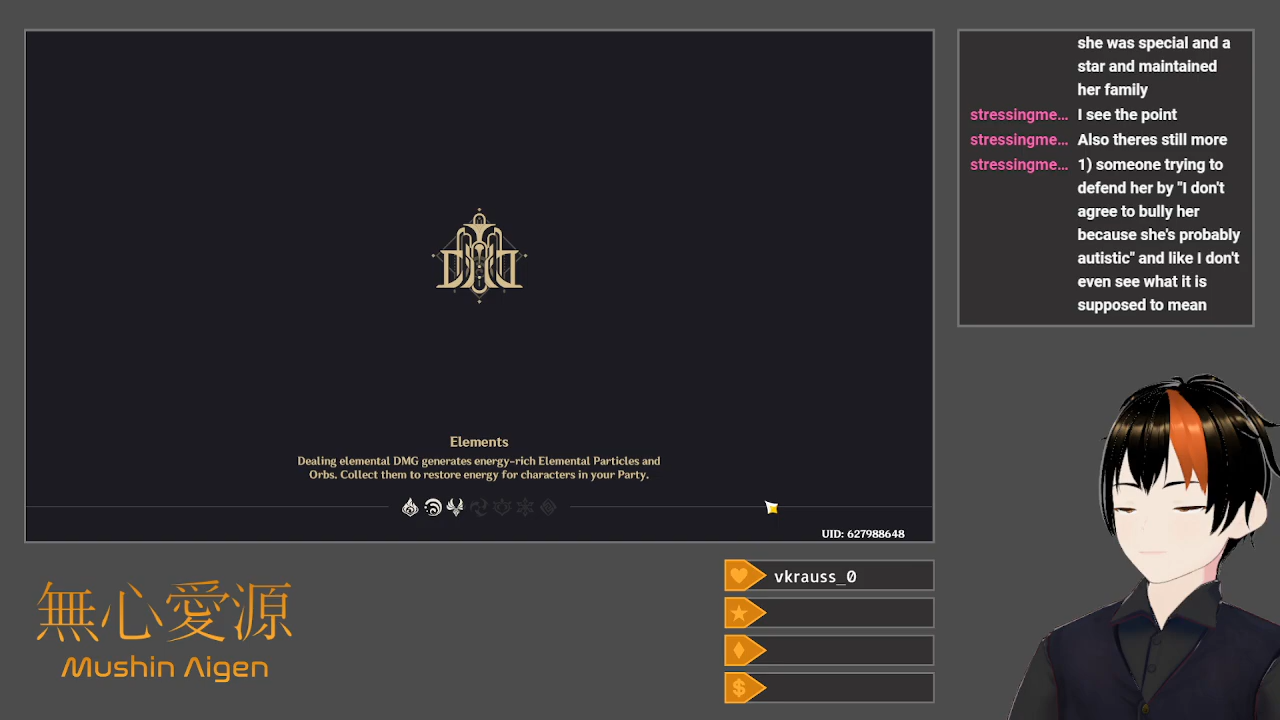 she was special and a
star and maintained
her family
stressingme... I see the point
stressingme... Also theres still more
stressingme... 1) someone trying to
defend her by "I don't
agree to bully her
because she's probably
autistic" and like I don't
even see what it is
supposed to mean
Elements
Dealing elemental DMG generates energy-rich Elemental Particles and
Orbs. Collect them to restore energy for characters in your Party.
UID: 627988648
vkrauss_0
無心愛源
Mushin Aigen